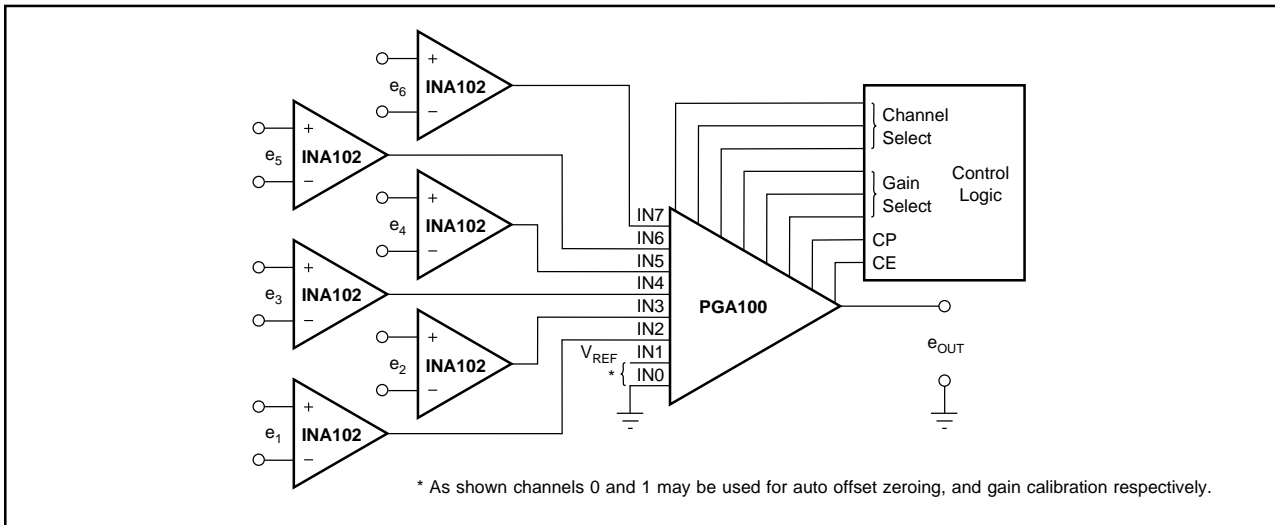 +
e6
INA102
−
+
e5
INA102
−
+
e4
INA102
−
+
e3
INA102
−
+
e2
INA102
−
+
e1
INA102
−
IN7
IN6
IN5
IN4
IN3
IN2
VREF IN1
* IN0
PGA100
Channel
Select
Gain
Select
Control
Logic
CP
CE
eOUT
* As shown channels 0 and 1 may be used for auto offset zeroing, and gain calibration respectively.